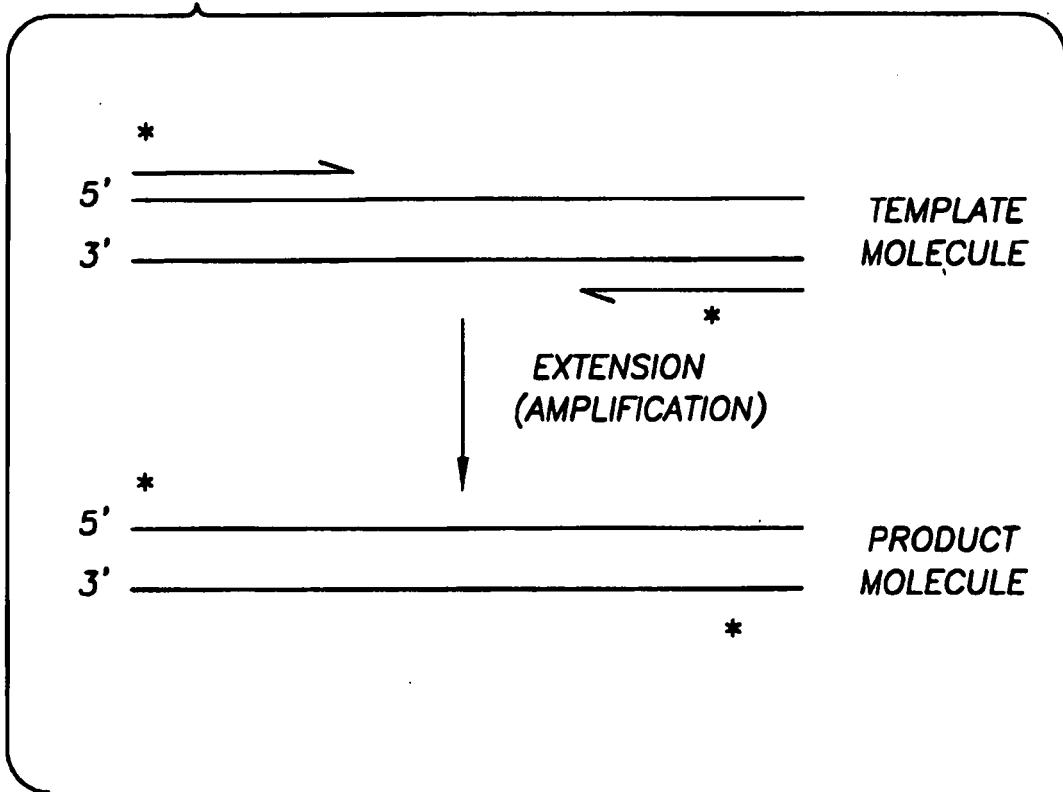 *
5'
3'
TEMPLATE
MOLECULE
*
EXTENSION
(AMPLIFICATION)
*
5'
3'
PRODUCT
MOLECULE
*